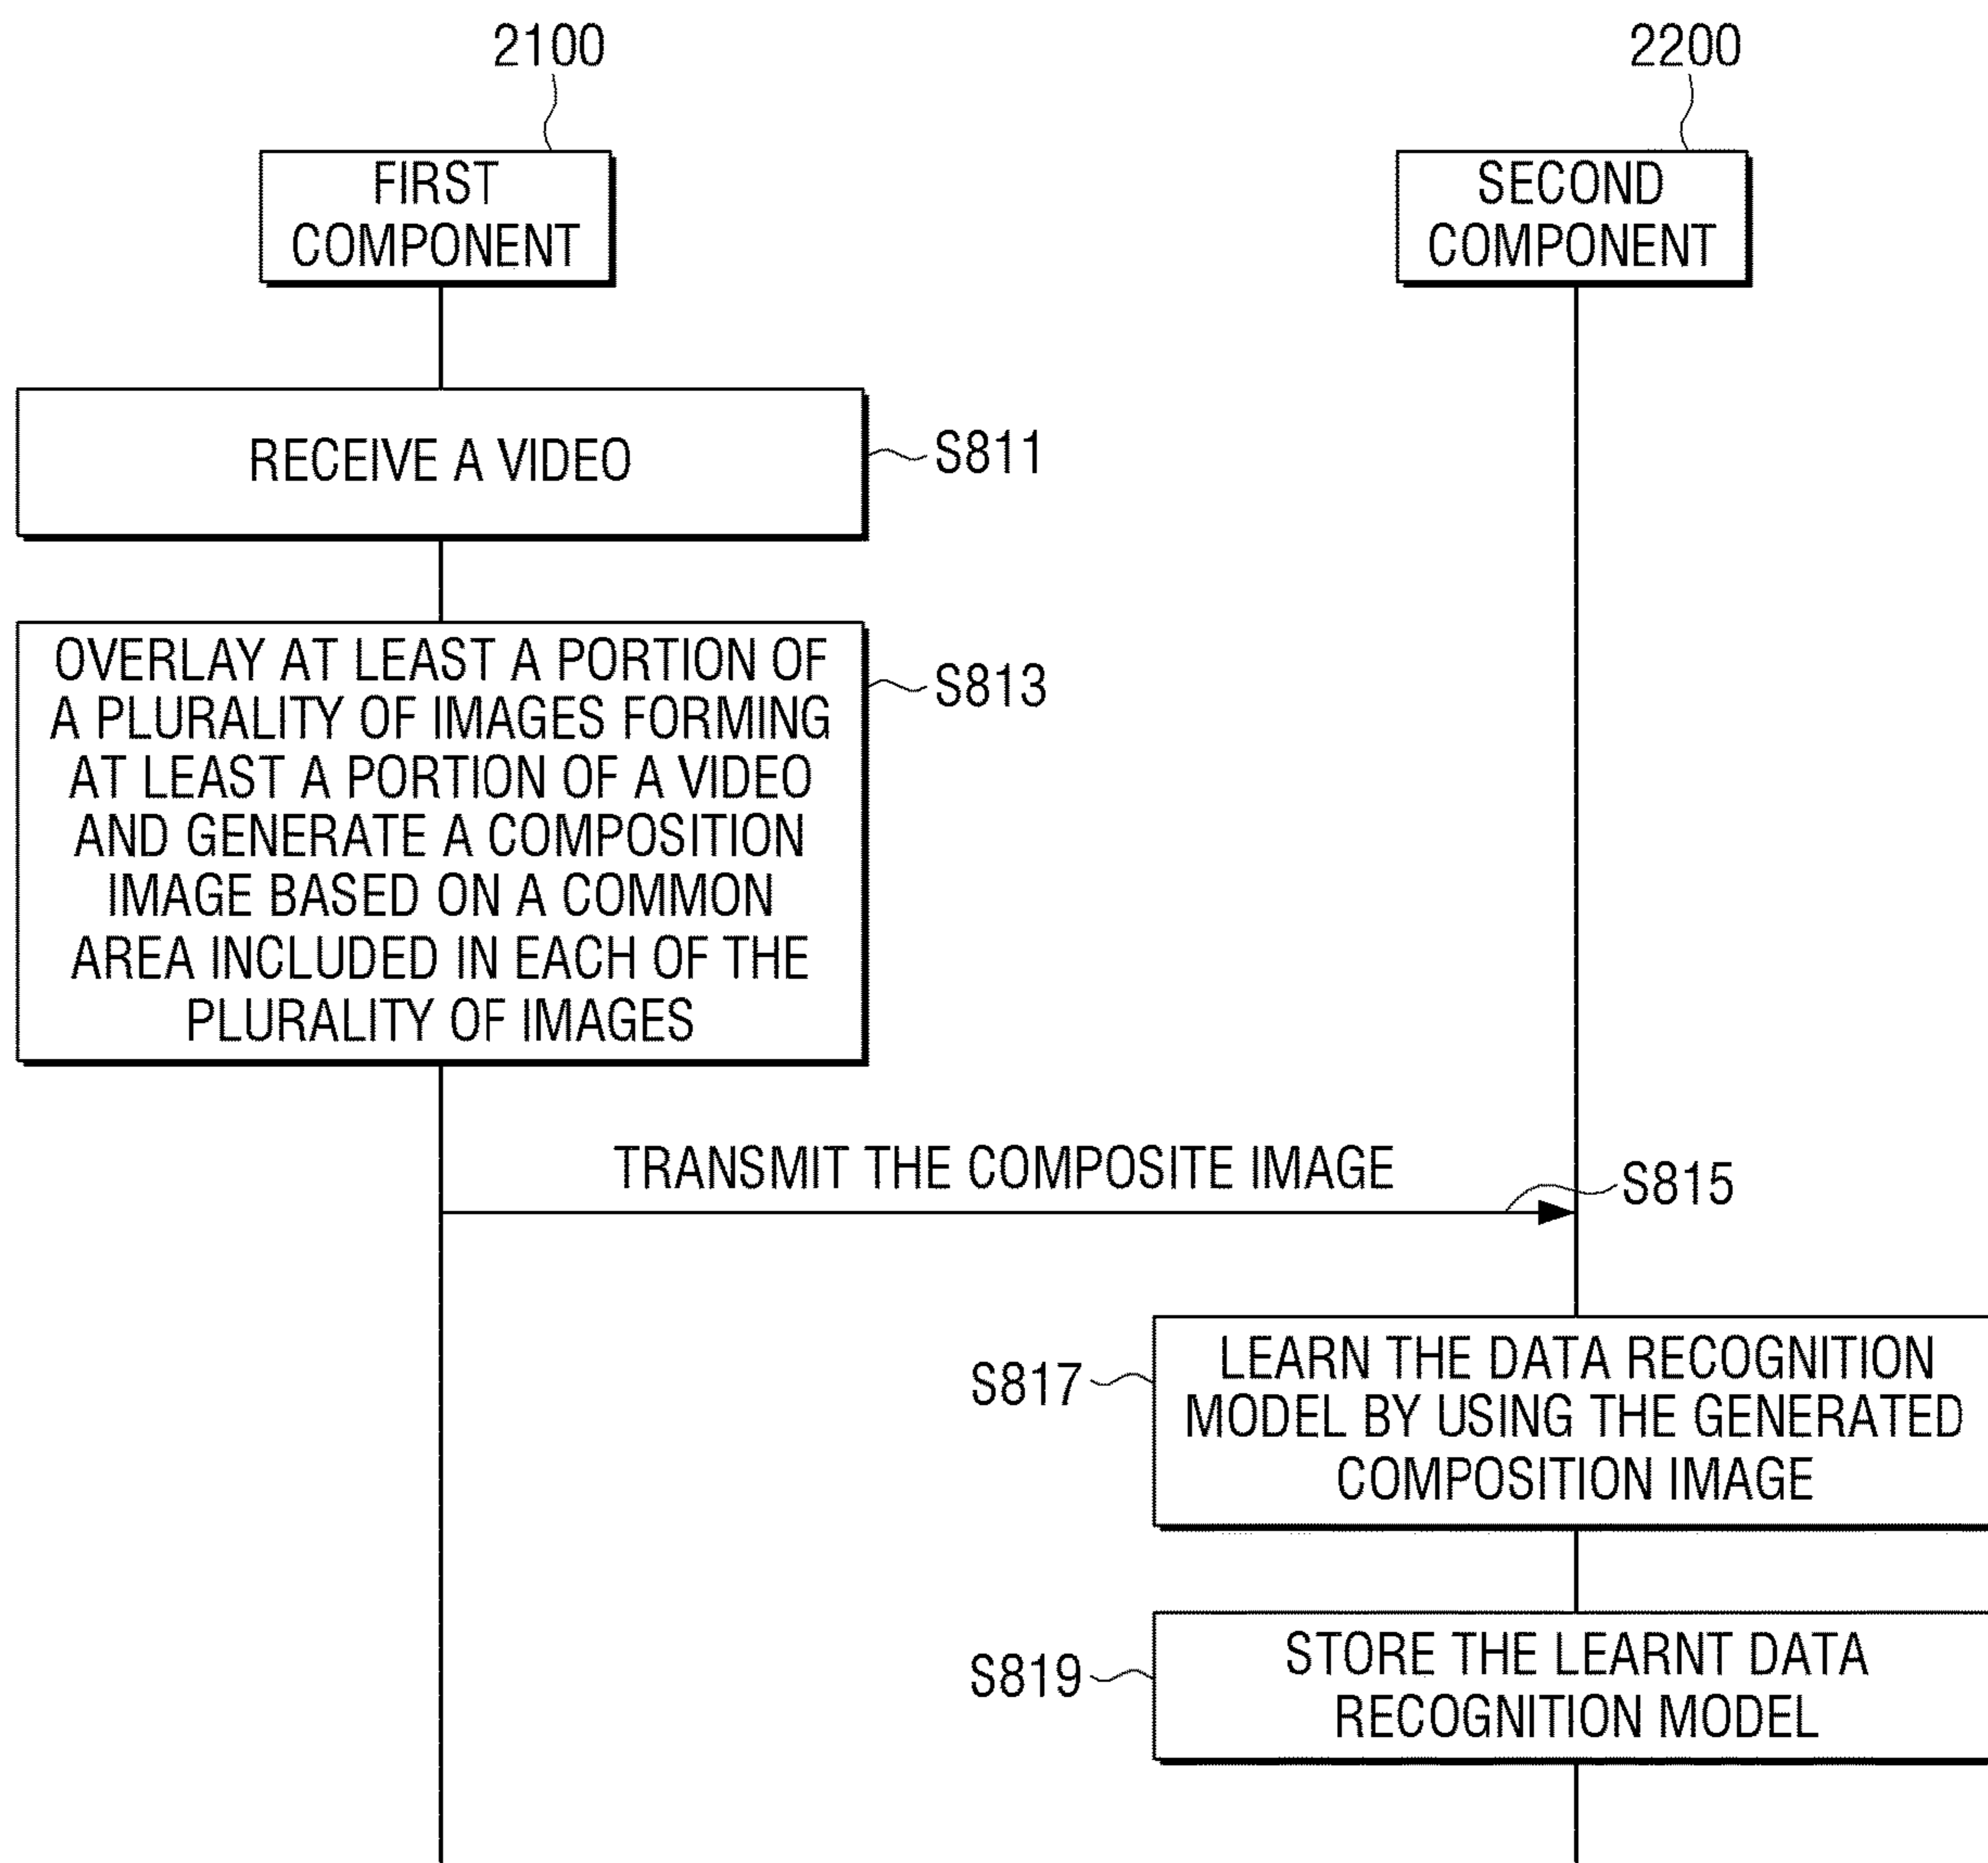 2100
2200
FIRST
COMPONENT
SECOND
COMPONENT
RECEIVE A VIDEO
S811
OVERLAY AT LEAST A PORTION OF
A PLURALITY OF IMAGES FORMING
AT LEAST A PORTION OF A VIDEO
AND GENERATE A COMPOSITION
IMAGE BASED ON A COMMON
AREA INCLUDED IN EACH OF THE
PLURALITY OF IMAGES
S813
TRANSMIT THE COMPOSITE IMAGE
S815
S817
LEARN THE DATA RECOGNITION
MODEL BY USING THE GENERATED
COMPOSITION IMAGE
S819
STORE THE LEARNT DATA
RECOGNITION MODEL